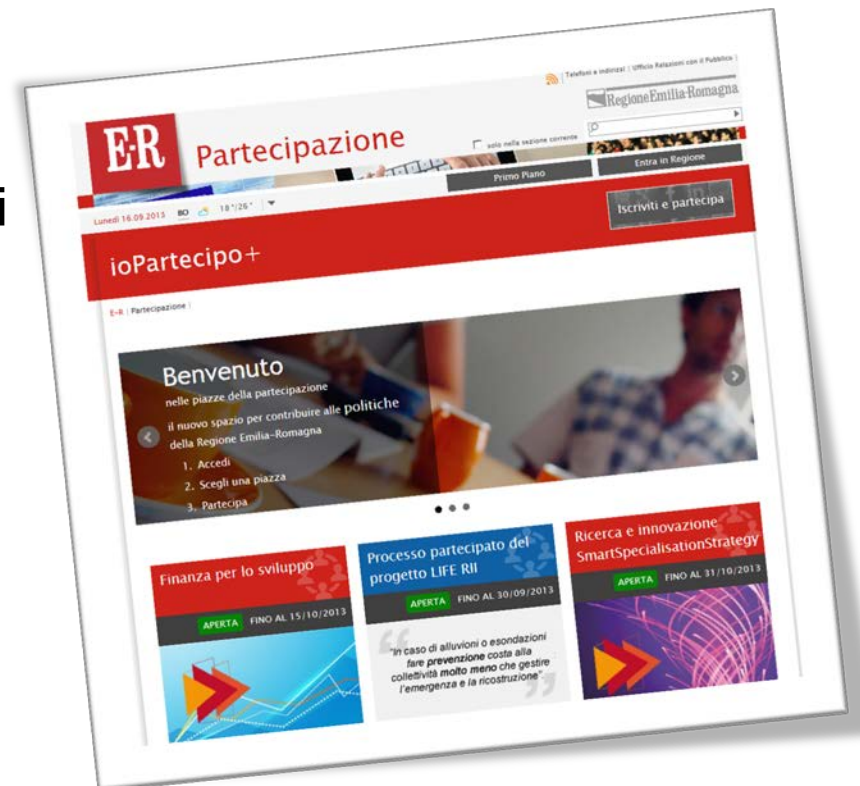 i
| Telefoni e indirizzi | Ufficio Relazioni con il Pubblico |
RegioneEmilia-Romagna
E·R Partecipazione
solo nella sezione corrente
Primo Piano
Entra in Regione
Lunedì 16.09.2013 BO 18°/26°
Iscriviti e partecipa
ioPartecipo+
E-R | Partecipazione |
Benvenuto
nelle piazze della partecipazione
il nuovo spazio per contribuire alle politiche
della Regione Emilia-Romagna
1. Accedi
2. Scegli una piazza
3. Partecipa
Finanza per lo sviluppo
APERTA FINO AL 15/10/2013
Processo partecipato del
progetto LIFE RII
APERTA FINO AL 30/09/2013
"In caso di alluvioni o esondazioni
fare prevenzione costa alla
collettività molto meno che gestire
l'emergenza e la ricostruzione".
Ricerca e innovazione
SmartSpecialisationStrategy
APERTA FINO AL 31/10/2013